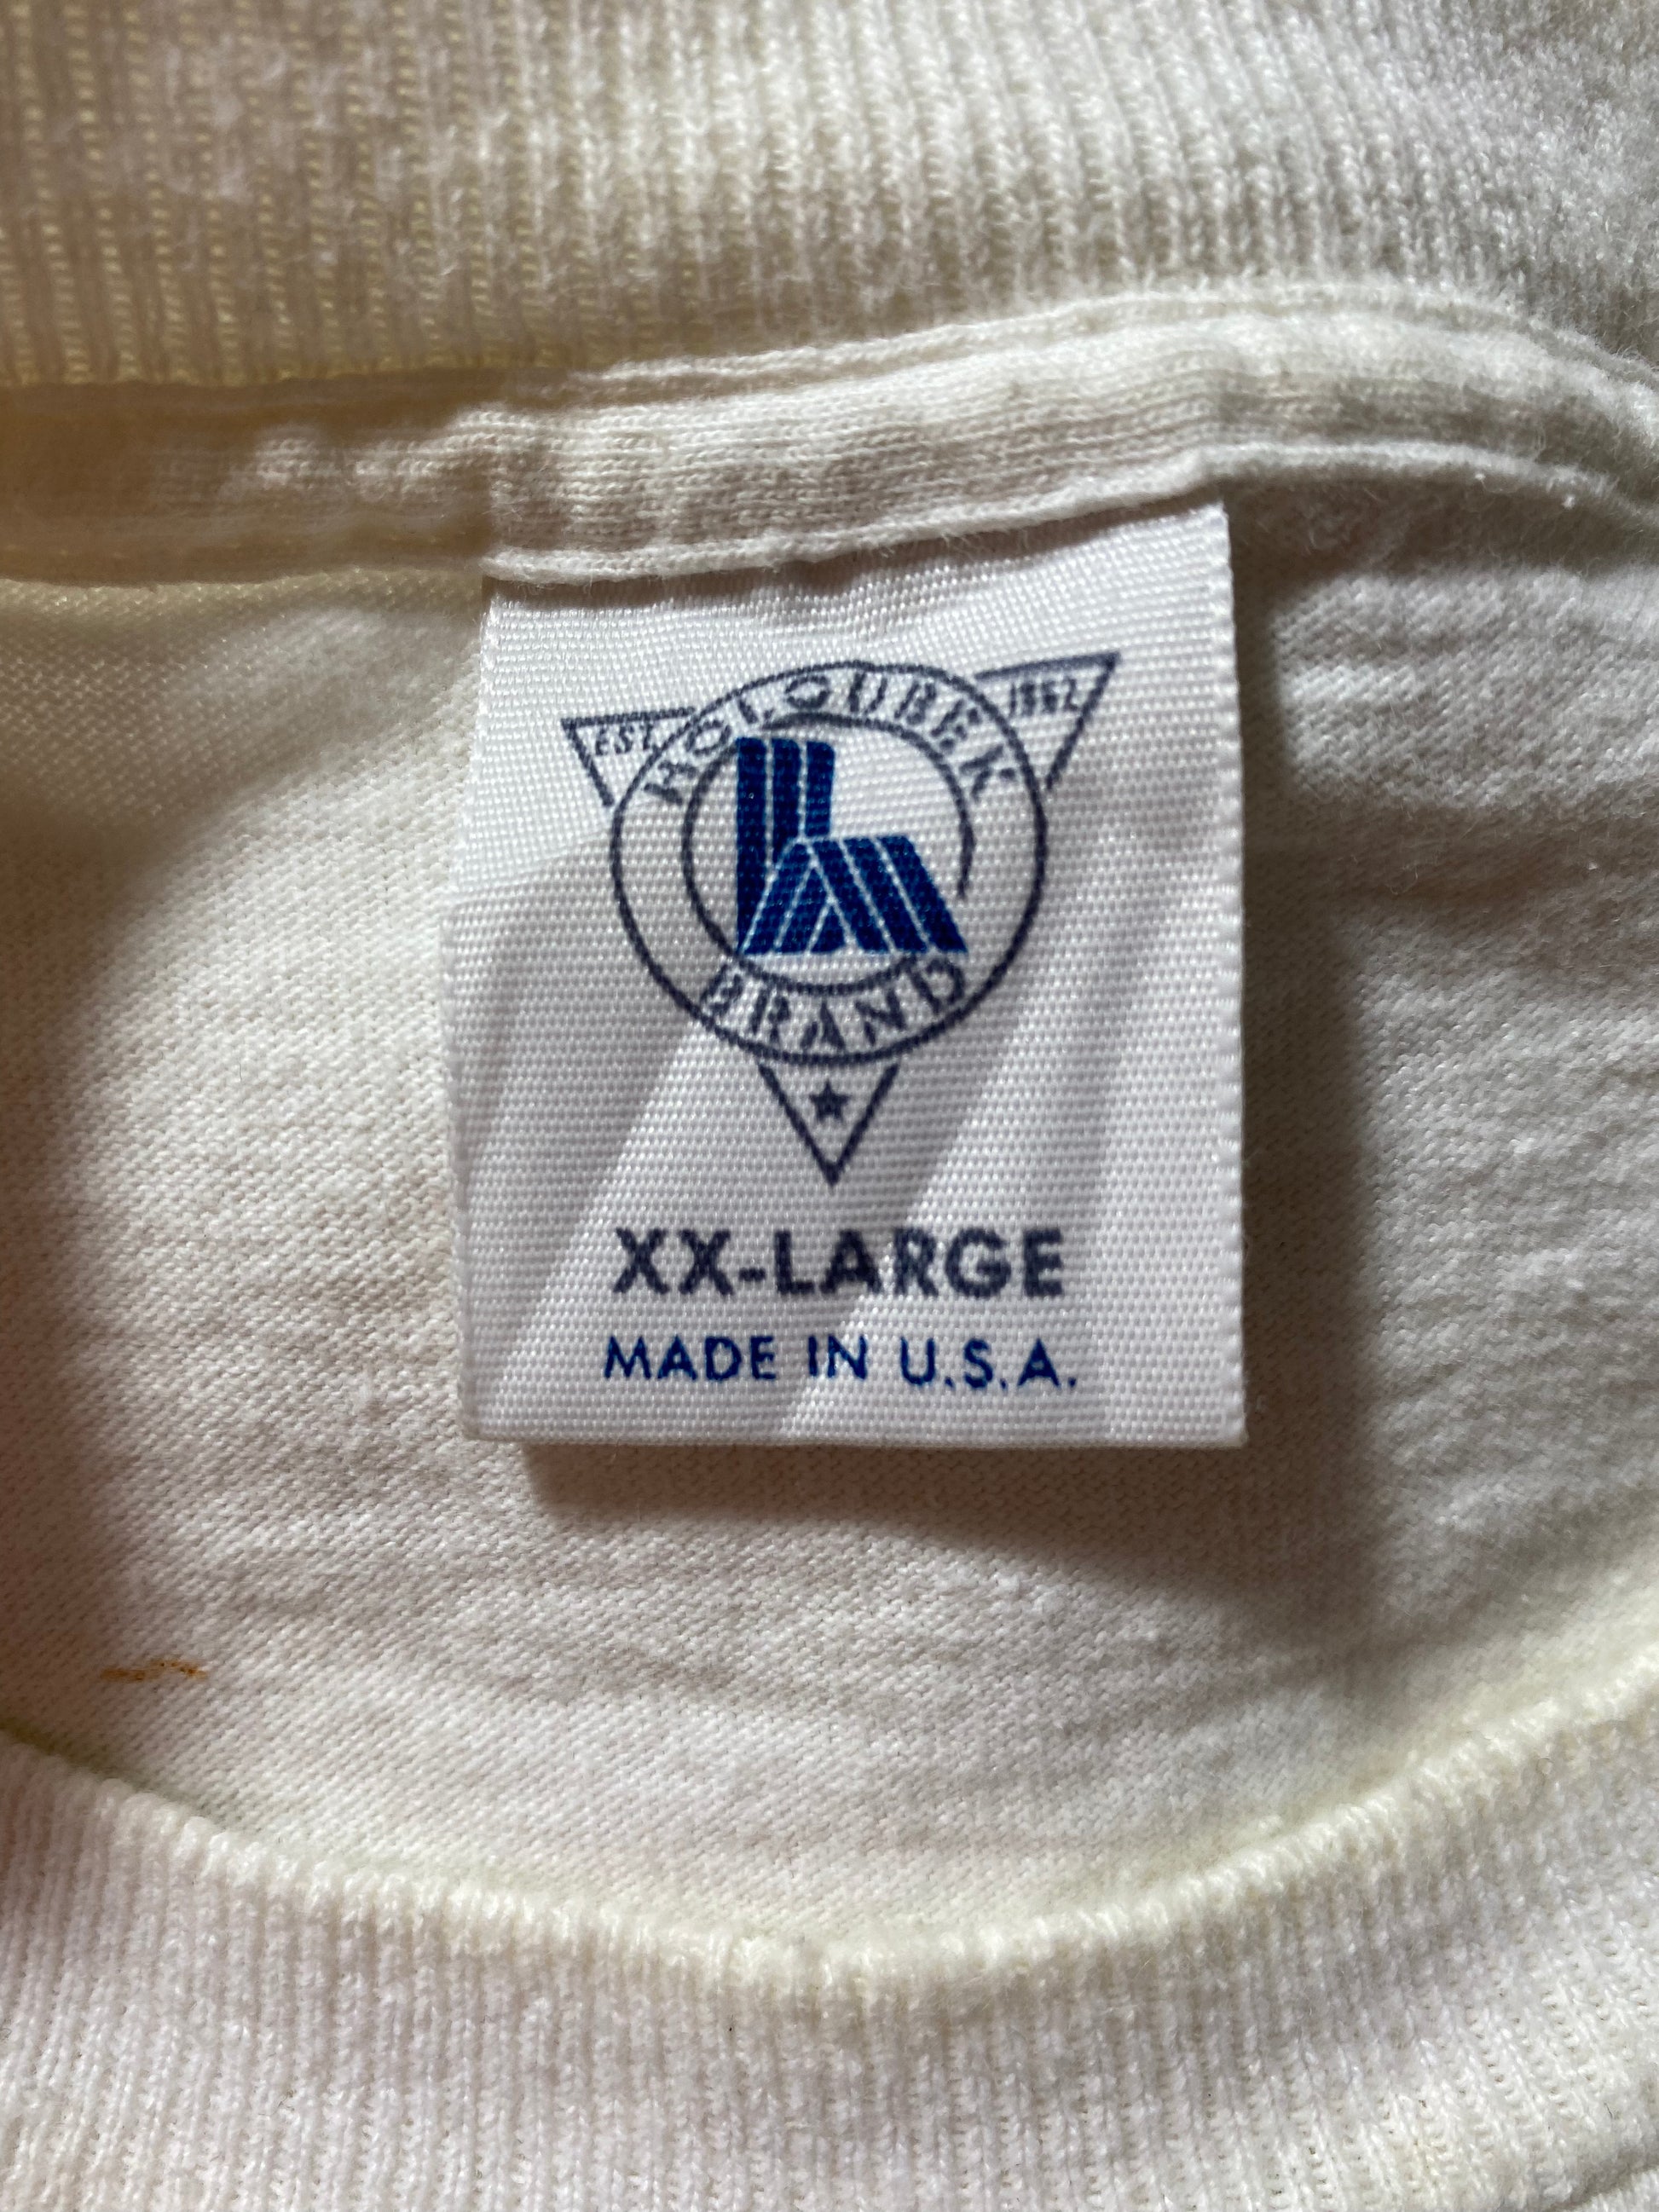 EST. 1962
HOLOUBEK
BRAND
XX-LARGE
MADE IN U.S.A.